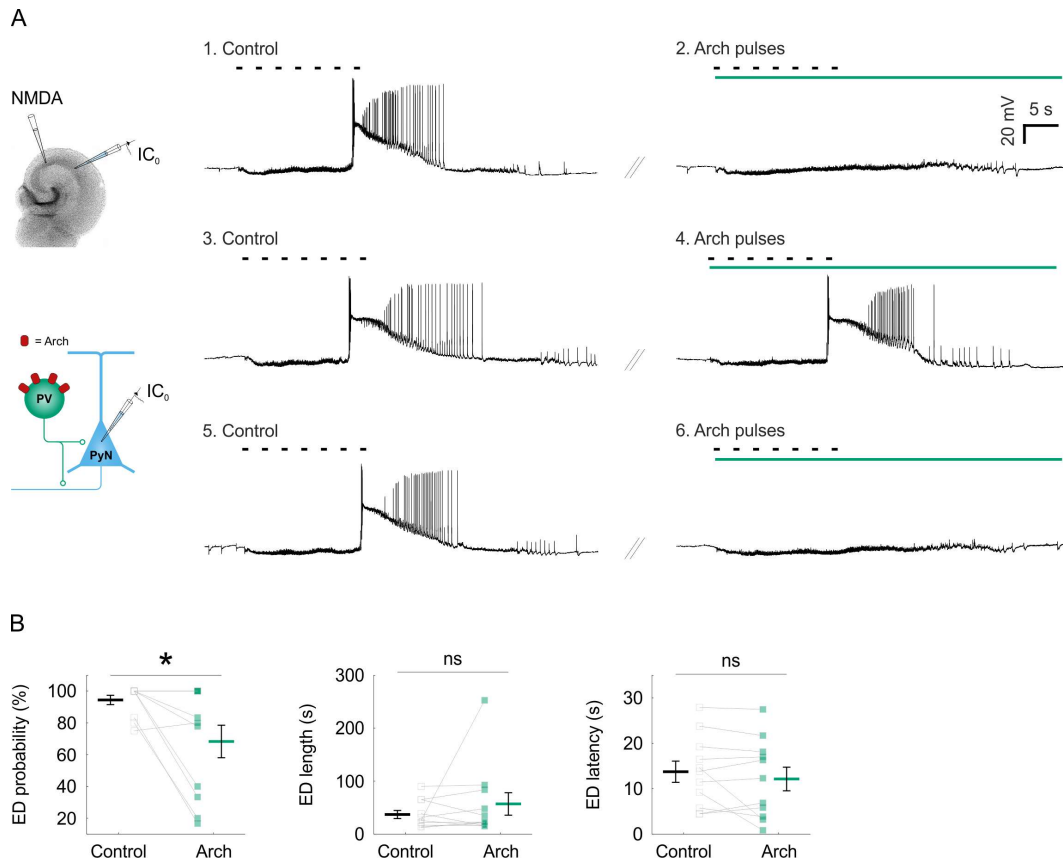 A
1. Control
2. Arch pulses
NMDA
IC₀
20 mV
5 s
3. Control
4. Arch pulses
= Arch
PV
IC₀
PyN
5. Control
6. Arch pulses
B
*
ns
ns
ED probability (%)
100
80
60
40
20
Control
Arch
ED length (s)
300
200
100
0
Control
Arch
ED latency (s)
30
20
10
0
Control
Arch